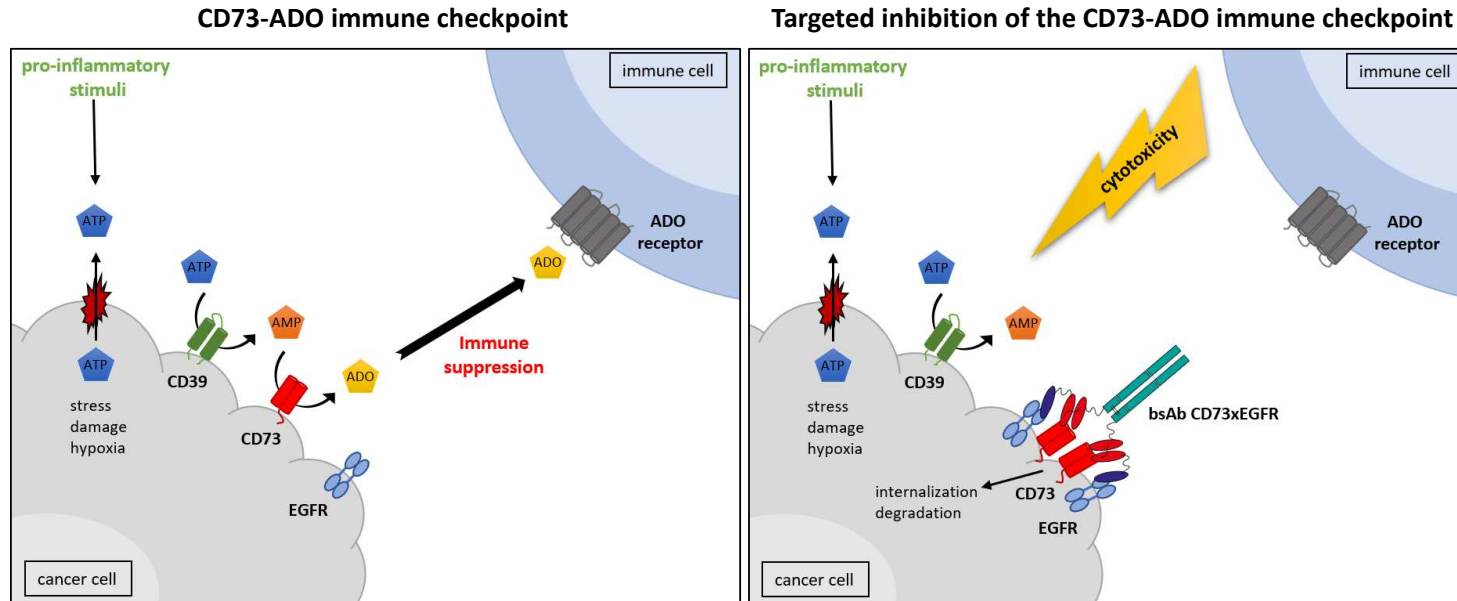 CD73-ADO immune checkpoint
pro-inflammatory
stimuli
immune cell
ATP
ATP
ADO
receptor
ADO
AMP
Immune
suppression
ATP
ADO
CD39
stress
damage
hypoxia
CD73
EGFR
cancer cell
Targeted inhibition of the CD73-ADO immune checkpoint
pro-inflammatory
stimuli
immune cell
cytotoxicity
ATP
ATP
ADO
receptor
AMP
ATP
CD39
bsAb CD73xEGFR
stress
damage
hypoxia
internalization
degradation
CD73
EGFR
cancer cell